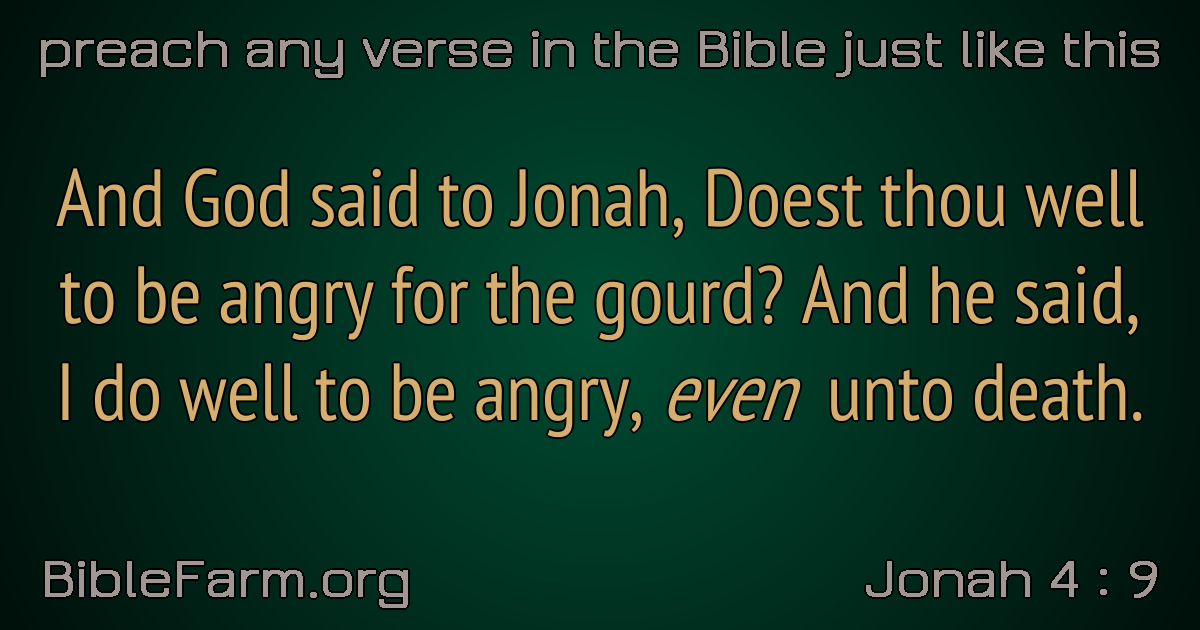 preach any verse in the Bible just like this
And God said to Jonah, Doest thou well
to be angry for the gourd? And he said,
I do well to be angry, even unto death.
BibleFarm.org
Jonah 4 : 9